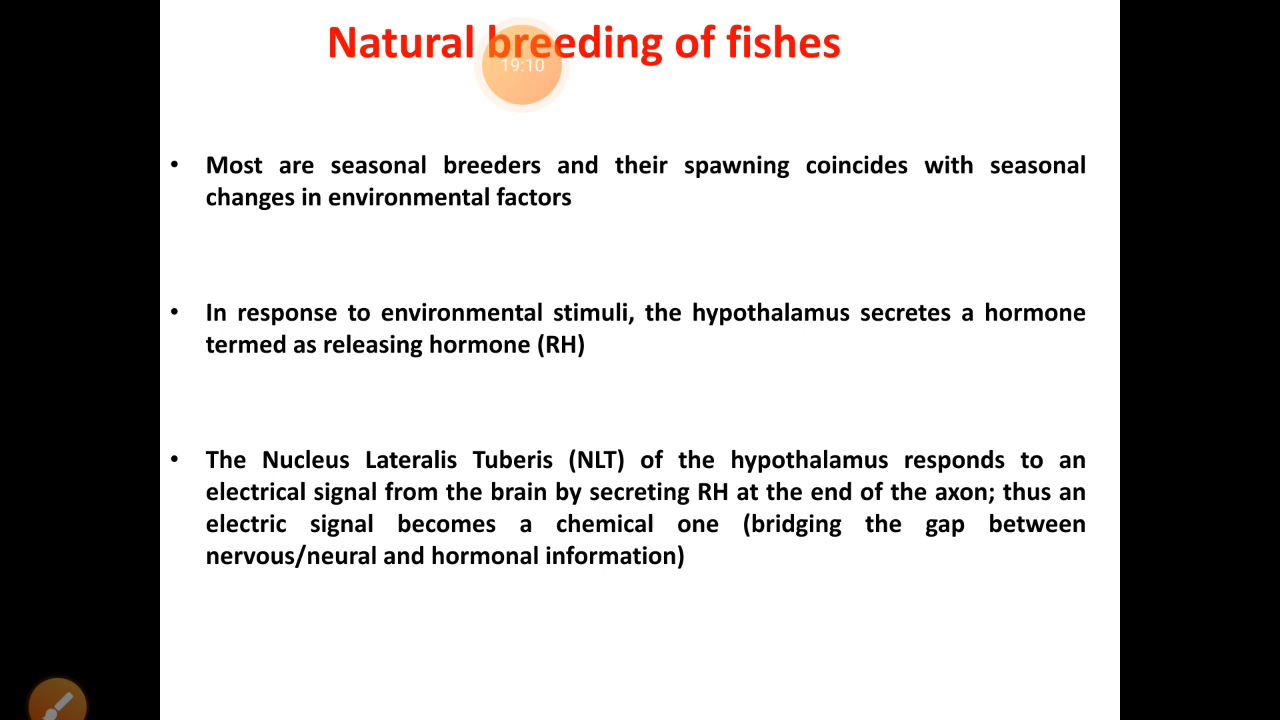 Natural breeding of fishes
19:10
• Most are seasonal breeders and their spawning coincides with seasonal
changes in environmental factors
• In response to environmental stimuli, the hypothalamus secretes a hormone
termed as releasing hormone (RH)
• The Nucleus Lateralis Tuberis (NLT) of the hypothalamus responds to an
electrical signal from the brain by secreting RH at the end of the axon; thus an
electric signal becomes a chemical one (bridging the gap between
nervous/neural and hormonal information)